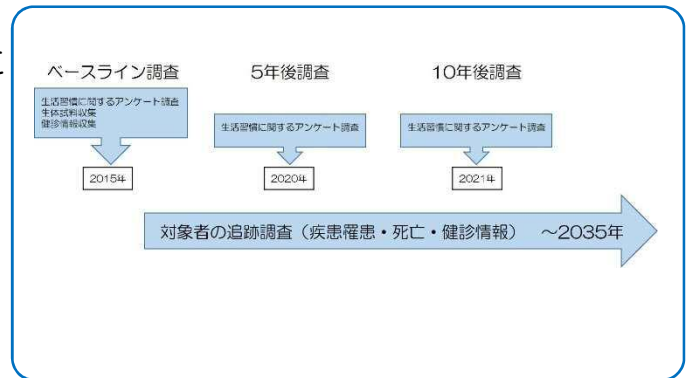 ベースライン調査
5年後調査
10年後調査
生活習慣に関するアンケート調査
生体試料収集
健診情報収集
生活習慣に関するアンケート調査
生活習慣に関するアンケート調査
2015年
2020年
2021年
対象者の追跡調査（疾患罹患・死亡・健診情報）　～2035年